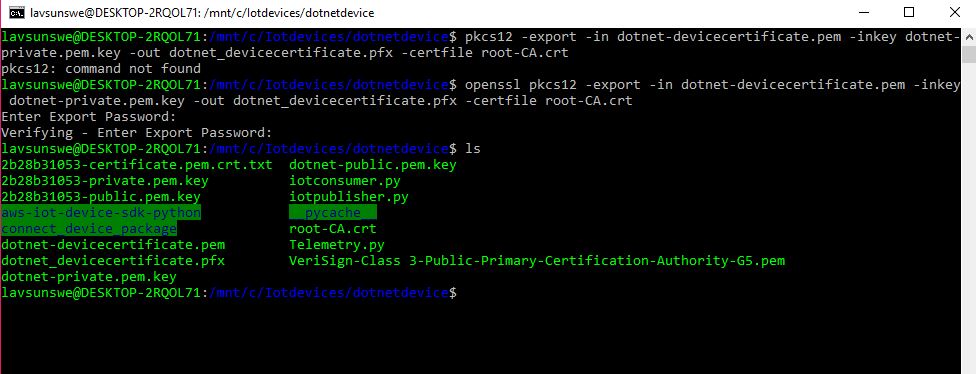 lavsunswe@DESKTOP-2RQOL71: /mnt/c/Iotdevices/dotnetdevice
lavsunswe@DESKTOP-2RQOL71:/mnt/c/Iotdevices/dotnetdevice$ pkcs12 -export -in dotnet-devicecertificate.pem -inkey dotnet-
private.pem.key -out dotnet_devicecertificate.pfx -certfile root-CA.crt
pkcs12: command not found
lavsunswe@DESKTOP-2RQOL71:/mnt/c/Iotdevices/dotnetdevice$ openssl pkcs12 -export -in dotnet-devicecertificate.pem -inkey
 dotnet-private.pem.key -out dotnet_devicecertificate.pfx -certfile root-CA.crt
Enter Export Password:
Verifying - Enter Export Password:
lavsunswe@DESKTOP-2RQOL71:/mnt/c/Iotdevices/dotnetdevice$ ls
2b28b31053-certificate.pem.crt.txt  dotnet-public.pem.key
2b28b31053-private.pem.key          iotconsumer.py
2b28b31053-public.pem.key           iotpublisher.py
aws-iot-device-sdk-python           __pycache__
connect_device_package              root-CA.crt
dotnet-devicecertificate.pem        Telemetry.py
dotnet_devicecertificate.pfx        VeriSign-Class 3-Public-Primary-Certification-Authority-G5.pem
dotnet-private.pem.key
lavsunswe@DESKTOP-2RQOL71:/mnt/c/Iotdevices/dotnetdevice$